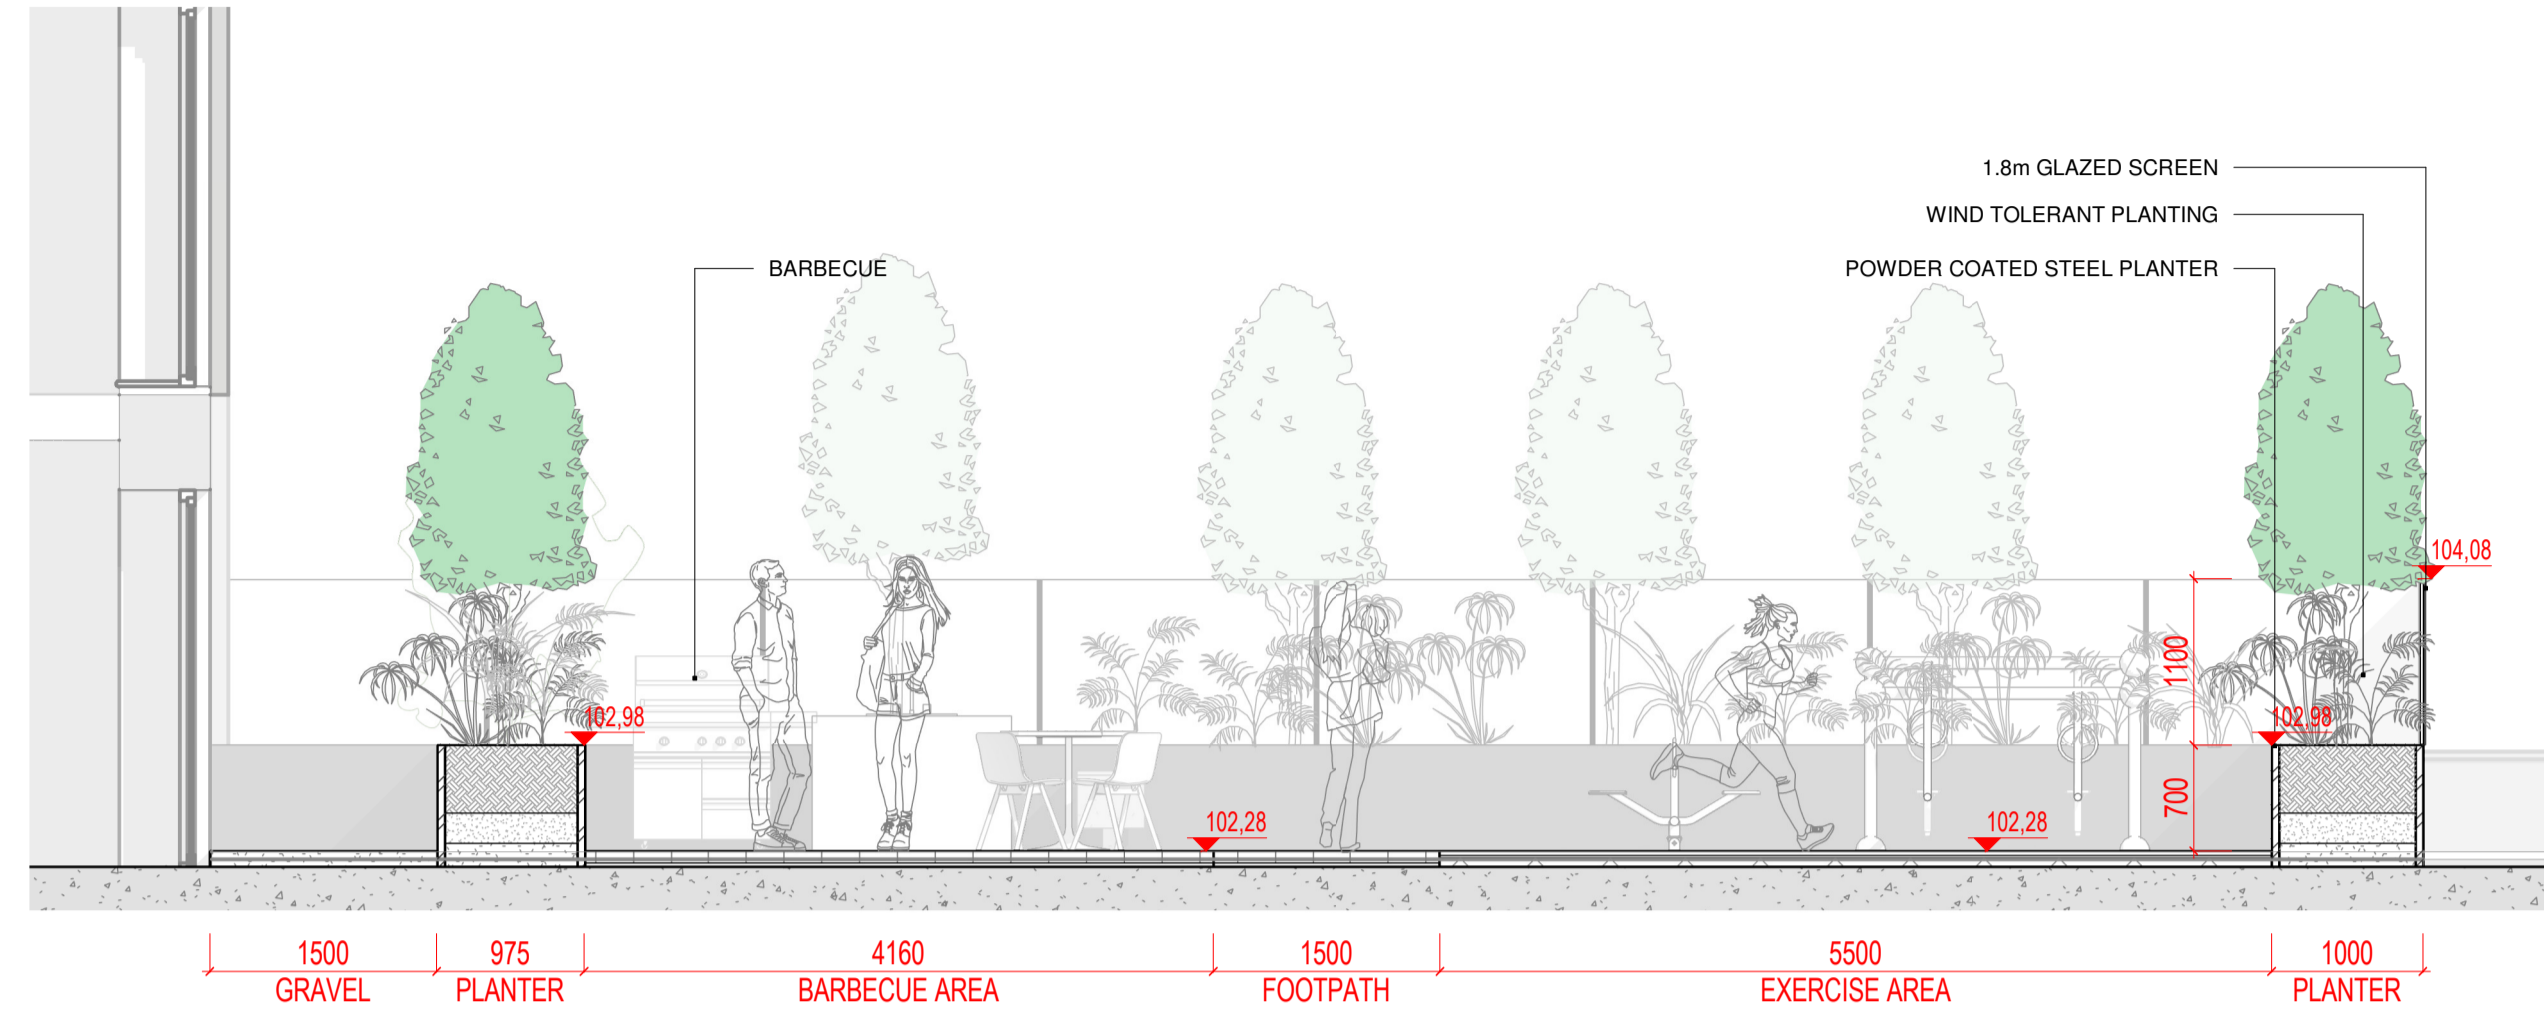 1.8m GLAZED SCREEN
WIND TOLERANT PLANTING
BARBECUE
POWDER COATED STEEL PLANTER
104,08
1100
102,98
102,98
700
102,28
102,28
1500
975
4160
1500
5500
1000
GRAVEL
PLANTER
BARBECUE AREA
FOOTPATH
EXERCISE AREA
PLANTER